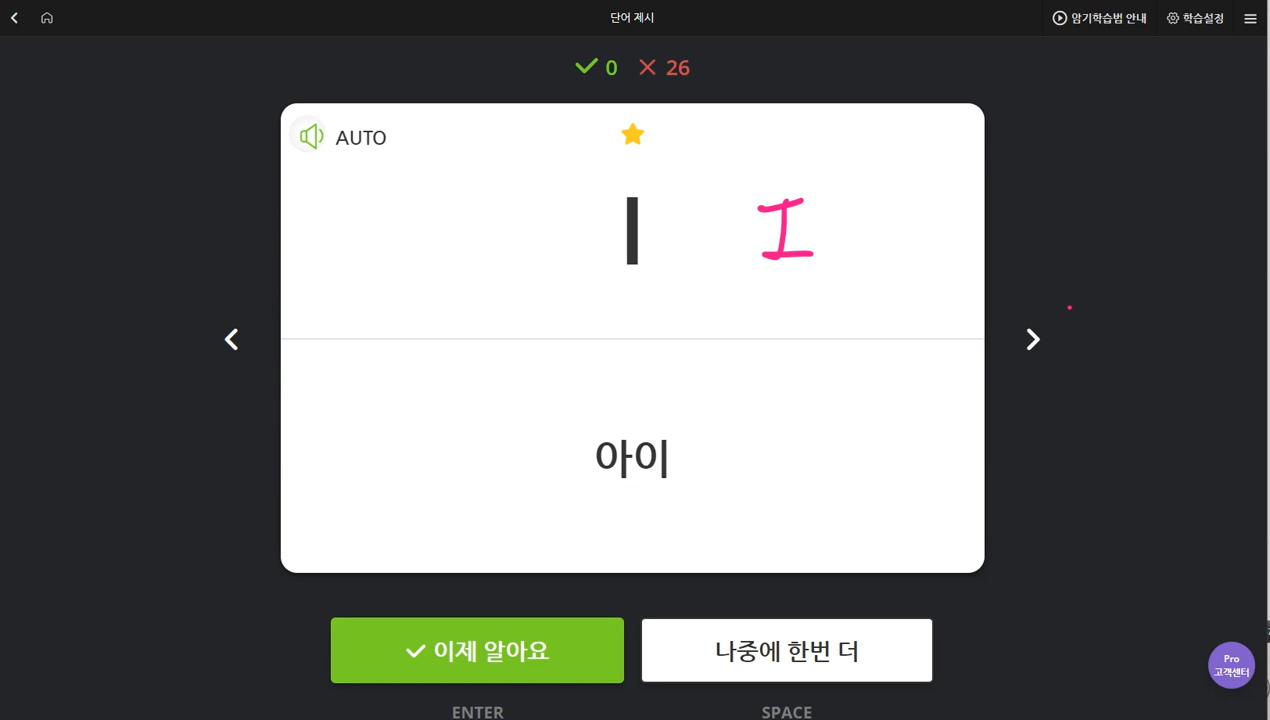 단어 제시
암기학습법 안내
학습설정
0
26
AUTO
I
I
아이
이제 알아요
나중에 한번 더
ENTER
SPACE
Pro
고객센터